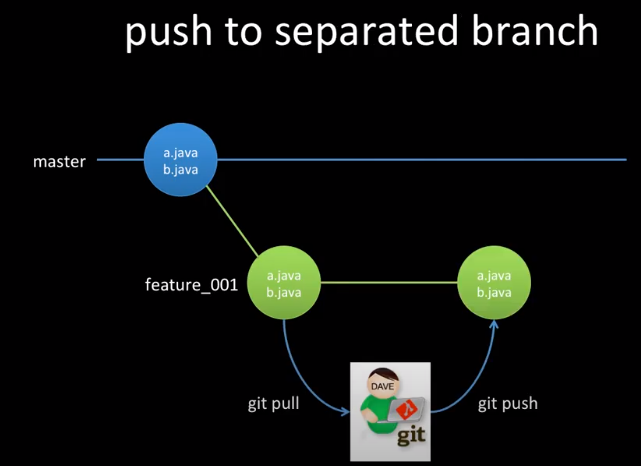 push to separated branch
master
a.java
b.java
feature_001
a.java
b.java
a.java
b.java
git pull
DAVE
git
git push